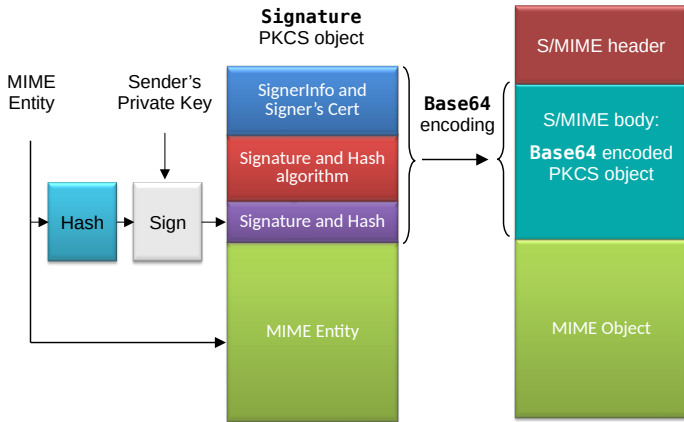 Signature
PKCS object
MIME
Entity
Sender's
Private Key
Hash
Sign
SignerInfo and
Signer's Cert
Signature and Hash
algorithm
Signature and Hash
MIME Entity
Base64
encoding
S/MIME header
S/MIME body:
Base64 encoded
PKCS object
MIME Object